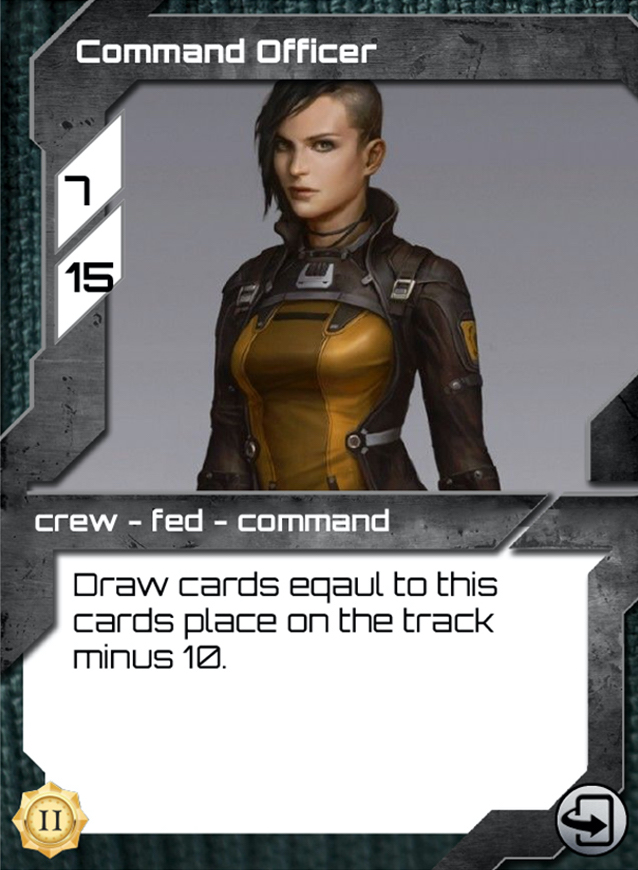 Command Officer
7
15
crew - fed - command
Draw cards eqaul to this
cards place on the track
minus 10.
II